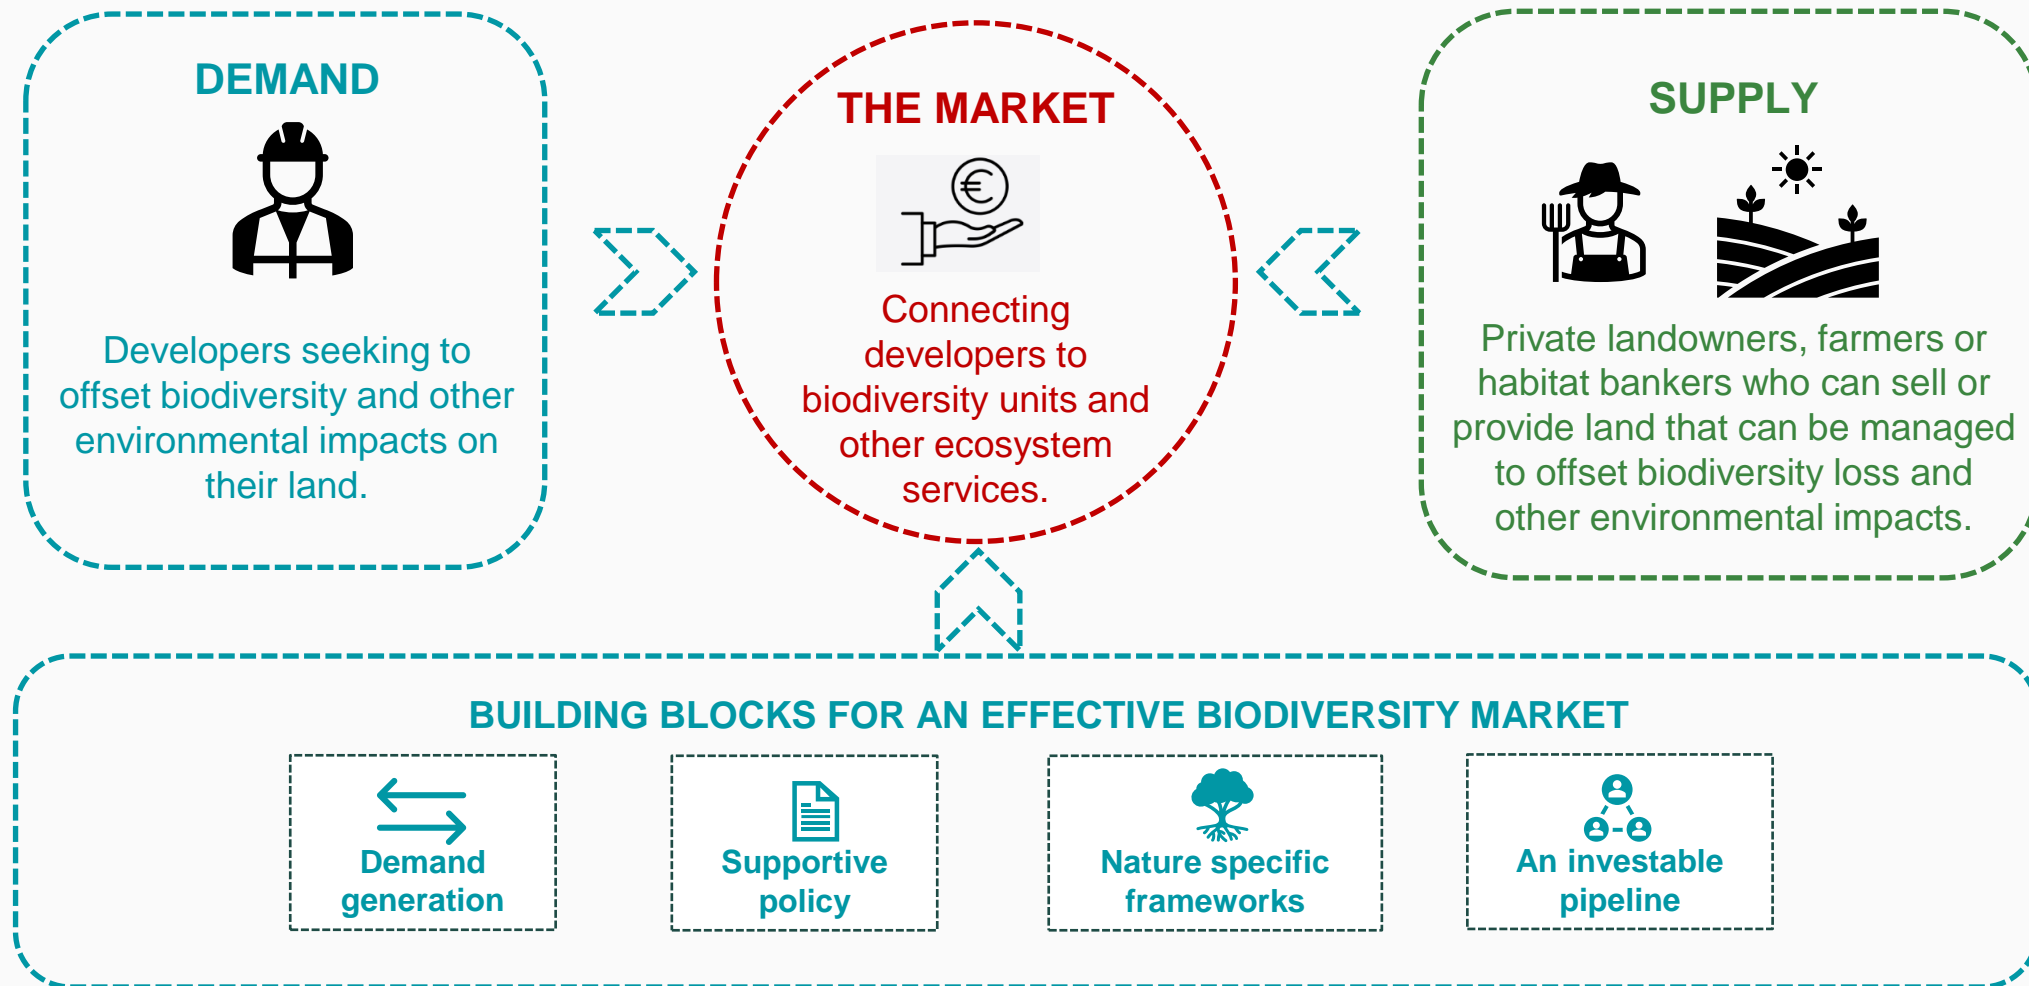 DEMAND
Developers seeking to
offset biodiversity and other
environmental impacts on
their land.
THE MARKET
€
Connecting
developers to
biodiversity units and
other ecosystem
services.
SUPPLY
Private landowners, farmers or
habitat bankers who can sell or
provide land that can be managed
to offset biodiversity loss and
other environmental impacts.
BUILDING BLOCKS FOR AN EFFECTIVE BIODIVERSITY MARKET
Demand
generation
Supportive
policy
Nature specific
frameworks
An investable
pipeline